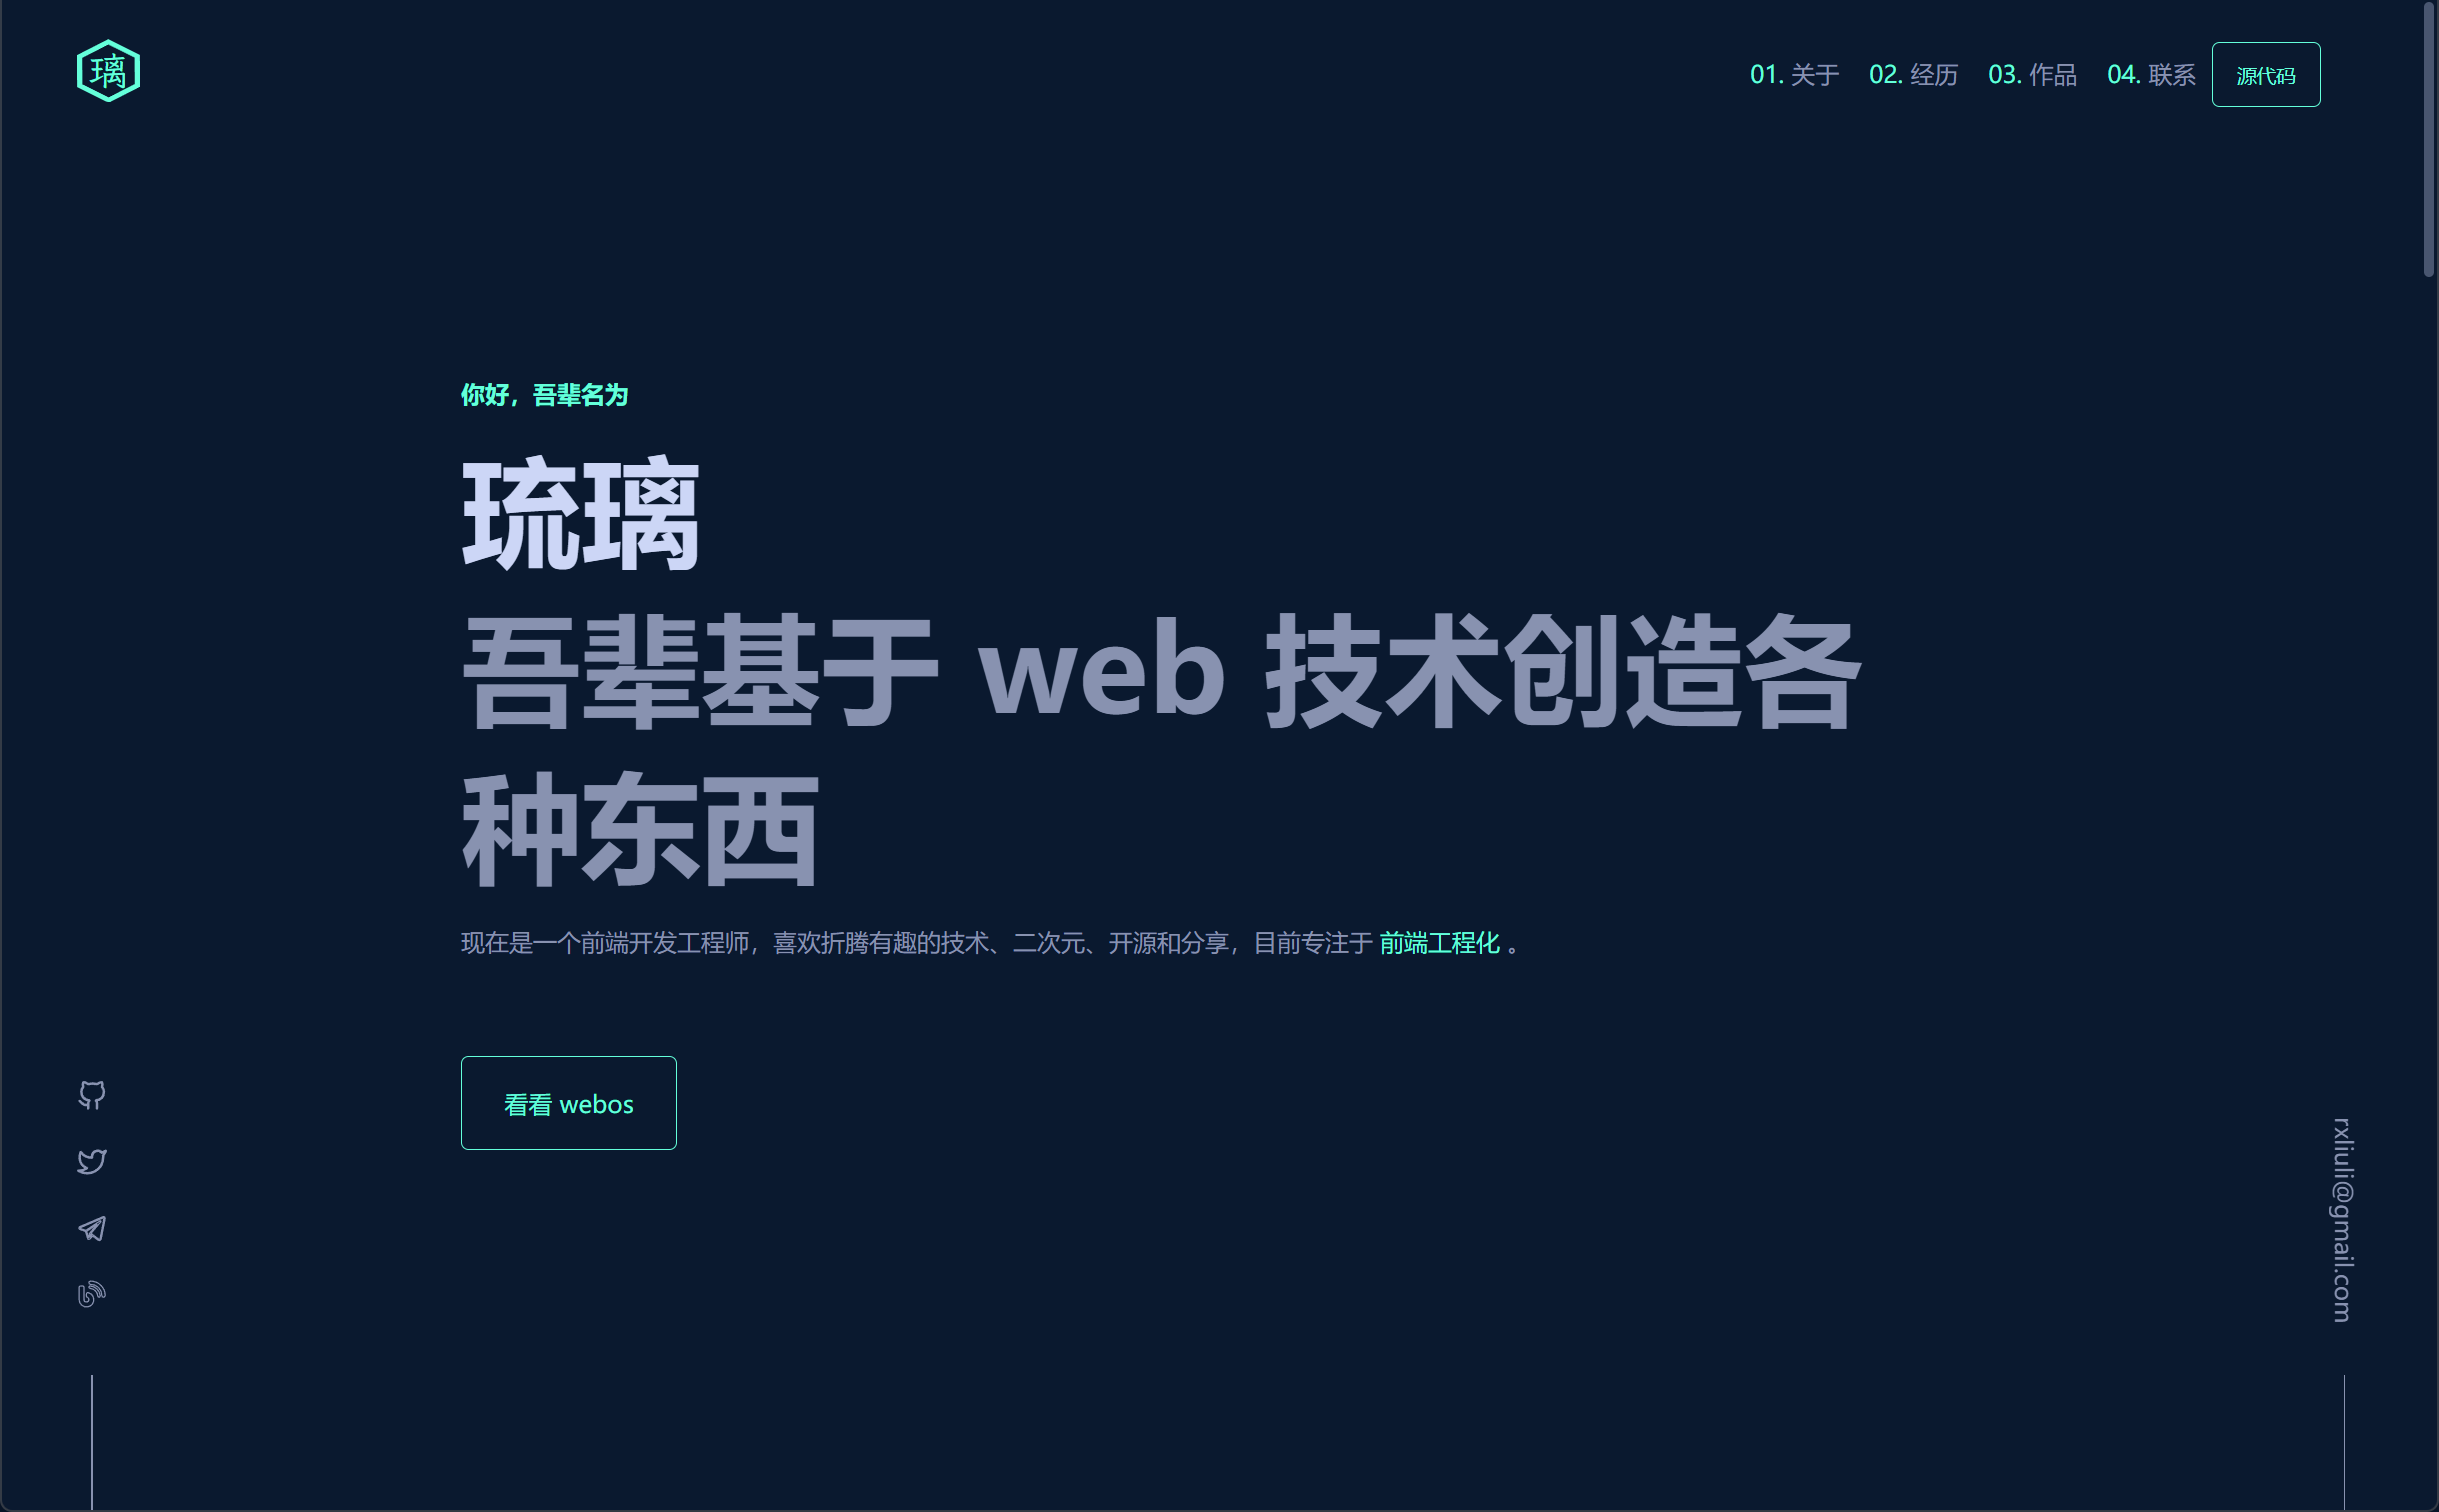 璃
01. 关于 02. 经历 03. 作品 04. 联系 源代码
你好，吾辈名为
琉璃
吾辈基于 web 技术创造各
种东西
现在是一个前端开发工程师，喜欢折腾有趣的技术、二次元、开源和分享，目前专注于 前端工程化 。
看看 webos
rxliuli@gmail.com